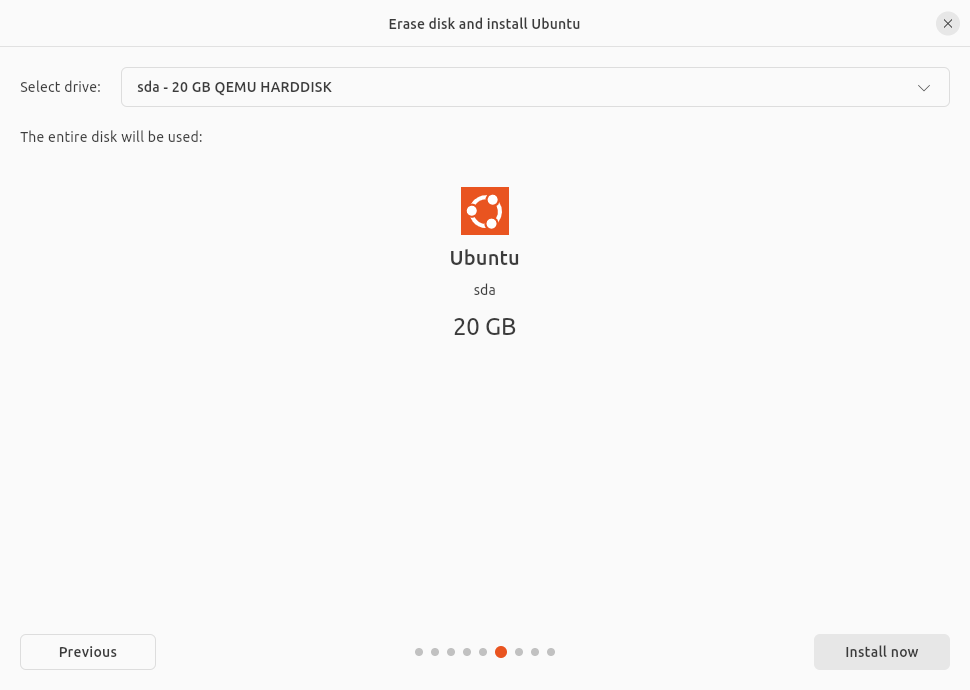 Erase disk and install Ubuntu
Select drive: sda - 20 GB QEMU HARDDISK
The entire disk will be used:
Ubuntu
sda
20 GB
Previous Install now